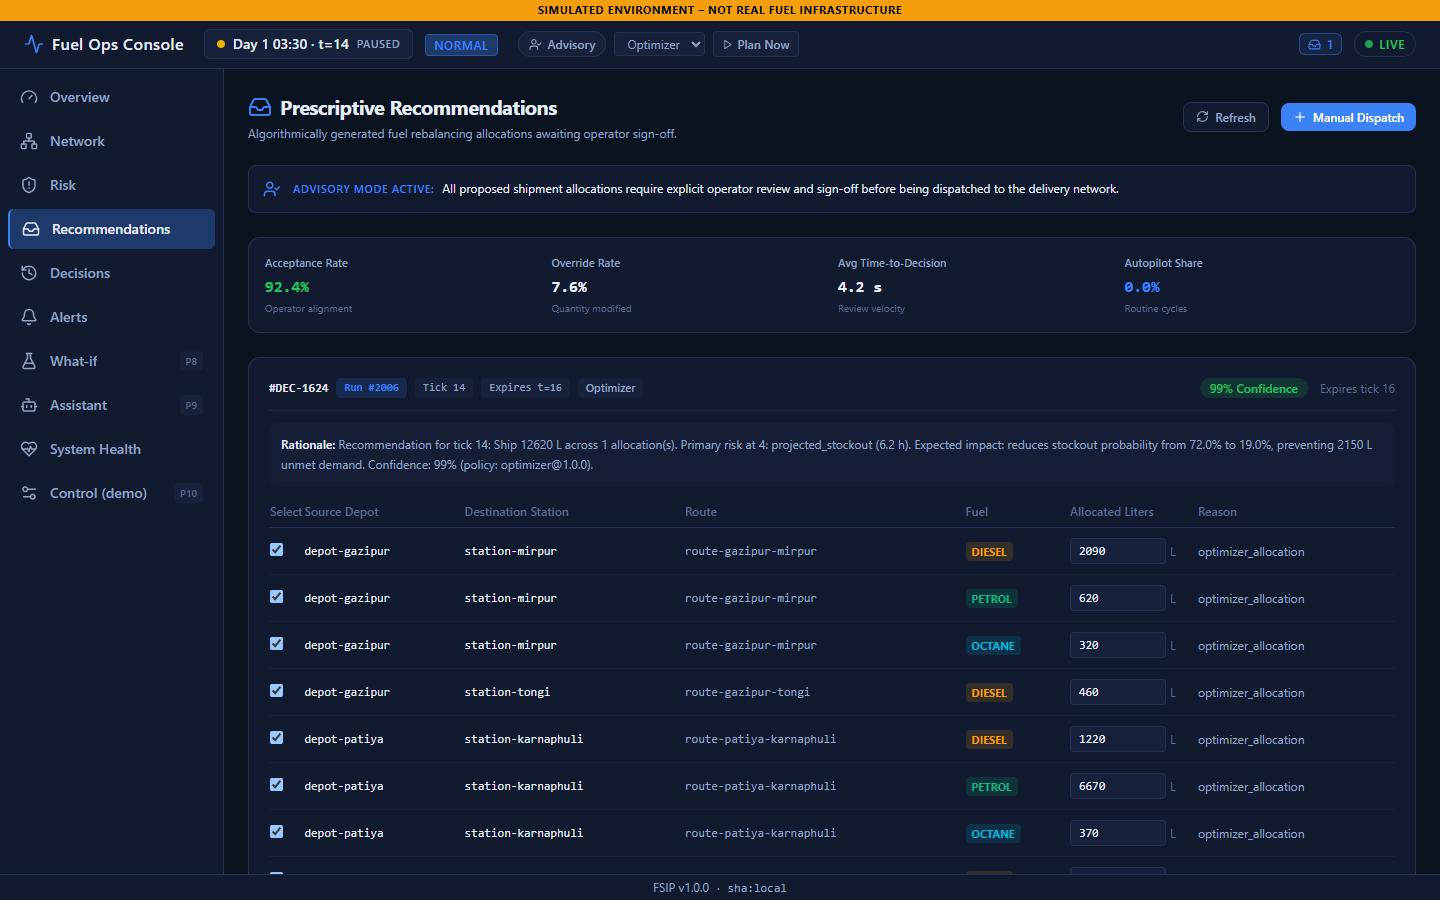 SIMULATED ENVIRONMENT – NOT REAL FUEL INFRASTRUCTURE
Fuel Ops Console
Day 1 03:30 · t=14 PAUSED
NORMAL
Advisory
Optimizer
Plan Now
1
LIVE
Overview
Network
Risk
Recommendations
Decisions
Alerts
What-if P8
Assistant P9
System Health
Control (demo) P10
Prescriptive Recommendations
Algorithmically generated fuel rebalancing allocations awaiting operator sign-off.
Refresh
Manual Dispatch
ADVISORY MODE ACTIVE: All proposed shipment allocations require explicit operator review and sign-off before being dispatched to the delivery network.
Acceptance Rate
92.4%
Operator alignment
Override Rate
7.6%
Quantity modified
Avg Time-to-Decision
4.2 s
Review velocity
Autopilot Share
0.0%
Routine cycles
#DEC-1624 Run #2006 Tick 14 Expires t=16 Optimizer 99% Confidence Expires tick 16
Rationale: Recommendation for tick 14: Ship 12620 L across 1 allocation(s). Primary risk at 4: projected_stockout (6.2 h). Expected impact: reduces stockout probability from 72.0% to 19.0%, preventing 2150 L
unmet demand. Confidence: 99% (policy: optimizer@1.0.0).
Select Source Depot Destination Station Route Fuel Allocated Liters Reason
depot-gazipur station-mirpur route-gazipur-mirpur DIESEL 2090 L optimizer_allocation
depot-gazipur station-mirpur route-gazipur-mirpur PETROL 620 L optimizer_allocation
depot-gazipur station-mirpur route-gazipur-mirpur OCTANE 320 L optimizer_allocation
depot-gazipur station-tongi route-gazipur-tongi DIESEL 460 L optimizer_allocation
depot-patiya station-karnaphuli route-patiya-karnaphuli DIESEL 1220 L optimizer_allocation
depot-patiya station-karnaphuli route-patiya-karnaphuli PETROL 6670 L optimizer_allocation
depot-patiya station-karnaphuli route-patiya-karnaphuli OCTANE 370 L optimizer_allocation
FSIP v1.0.0 · sha:local